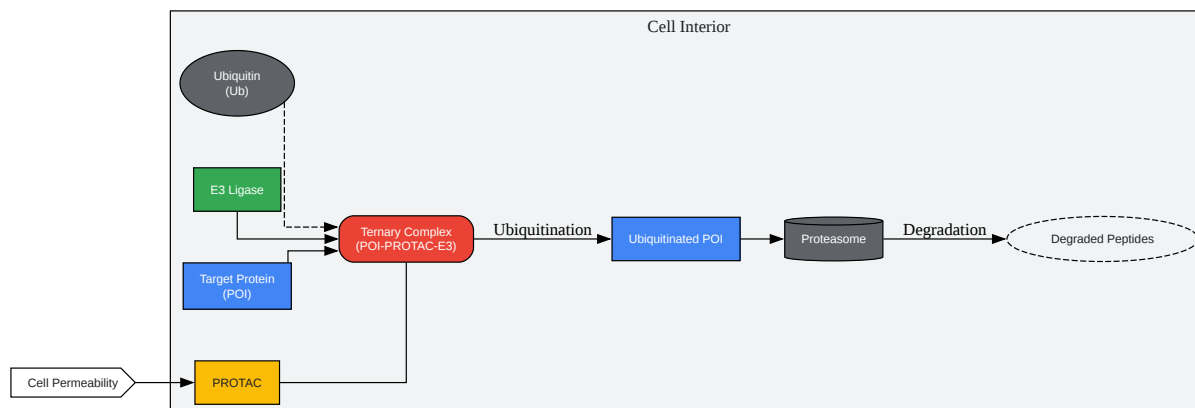 Cell Interior
Ubiquitin
(Ub)
E3 Ligase
Target Protein
(POI)
Ternary Complex
(POI-PROTAC-E3)
Ubiquitination
Ubiquitinated POI
Proteasome
Degradation
Degraded Peptides
Cell Permeability
PROTAC